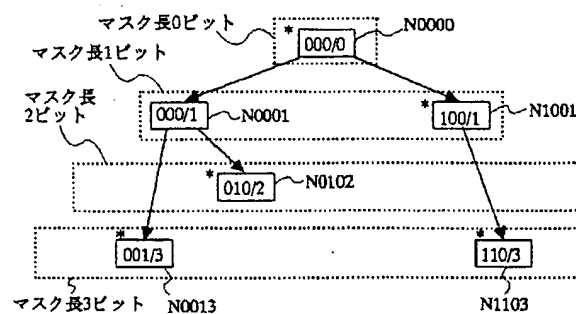 マスク長0ビット
* 000/0
N0000
マスク長1ビット
000/1
N0001
* 100/1
N1001
マスク長
2ビット
* 010/2
N0102
* 001/3
* 110/3
マスク長3ビット
N0013
N1103